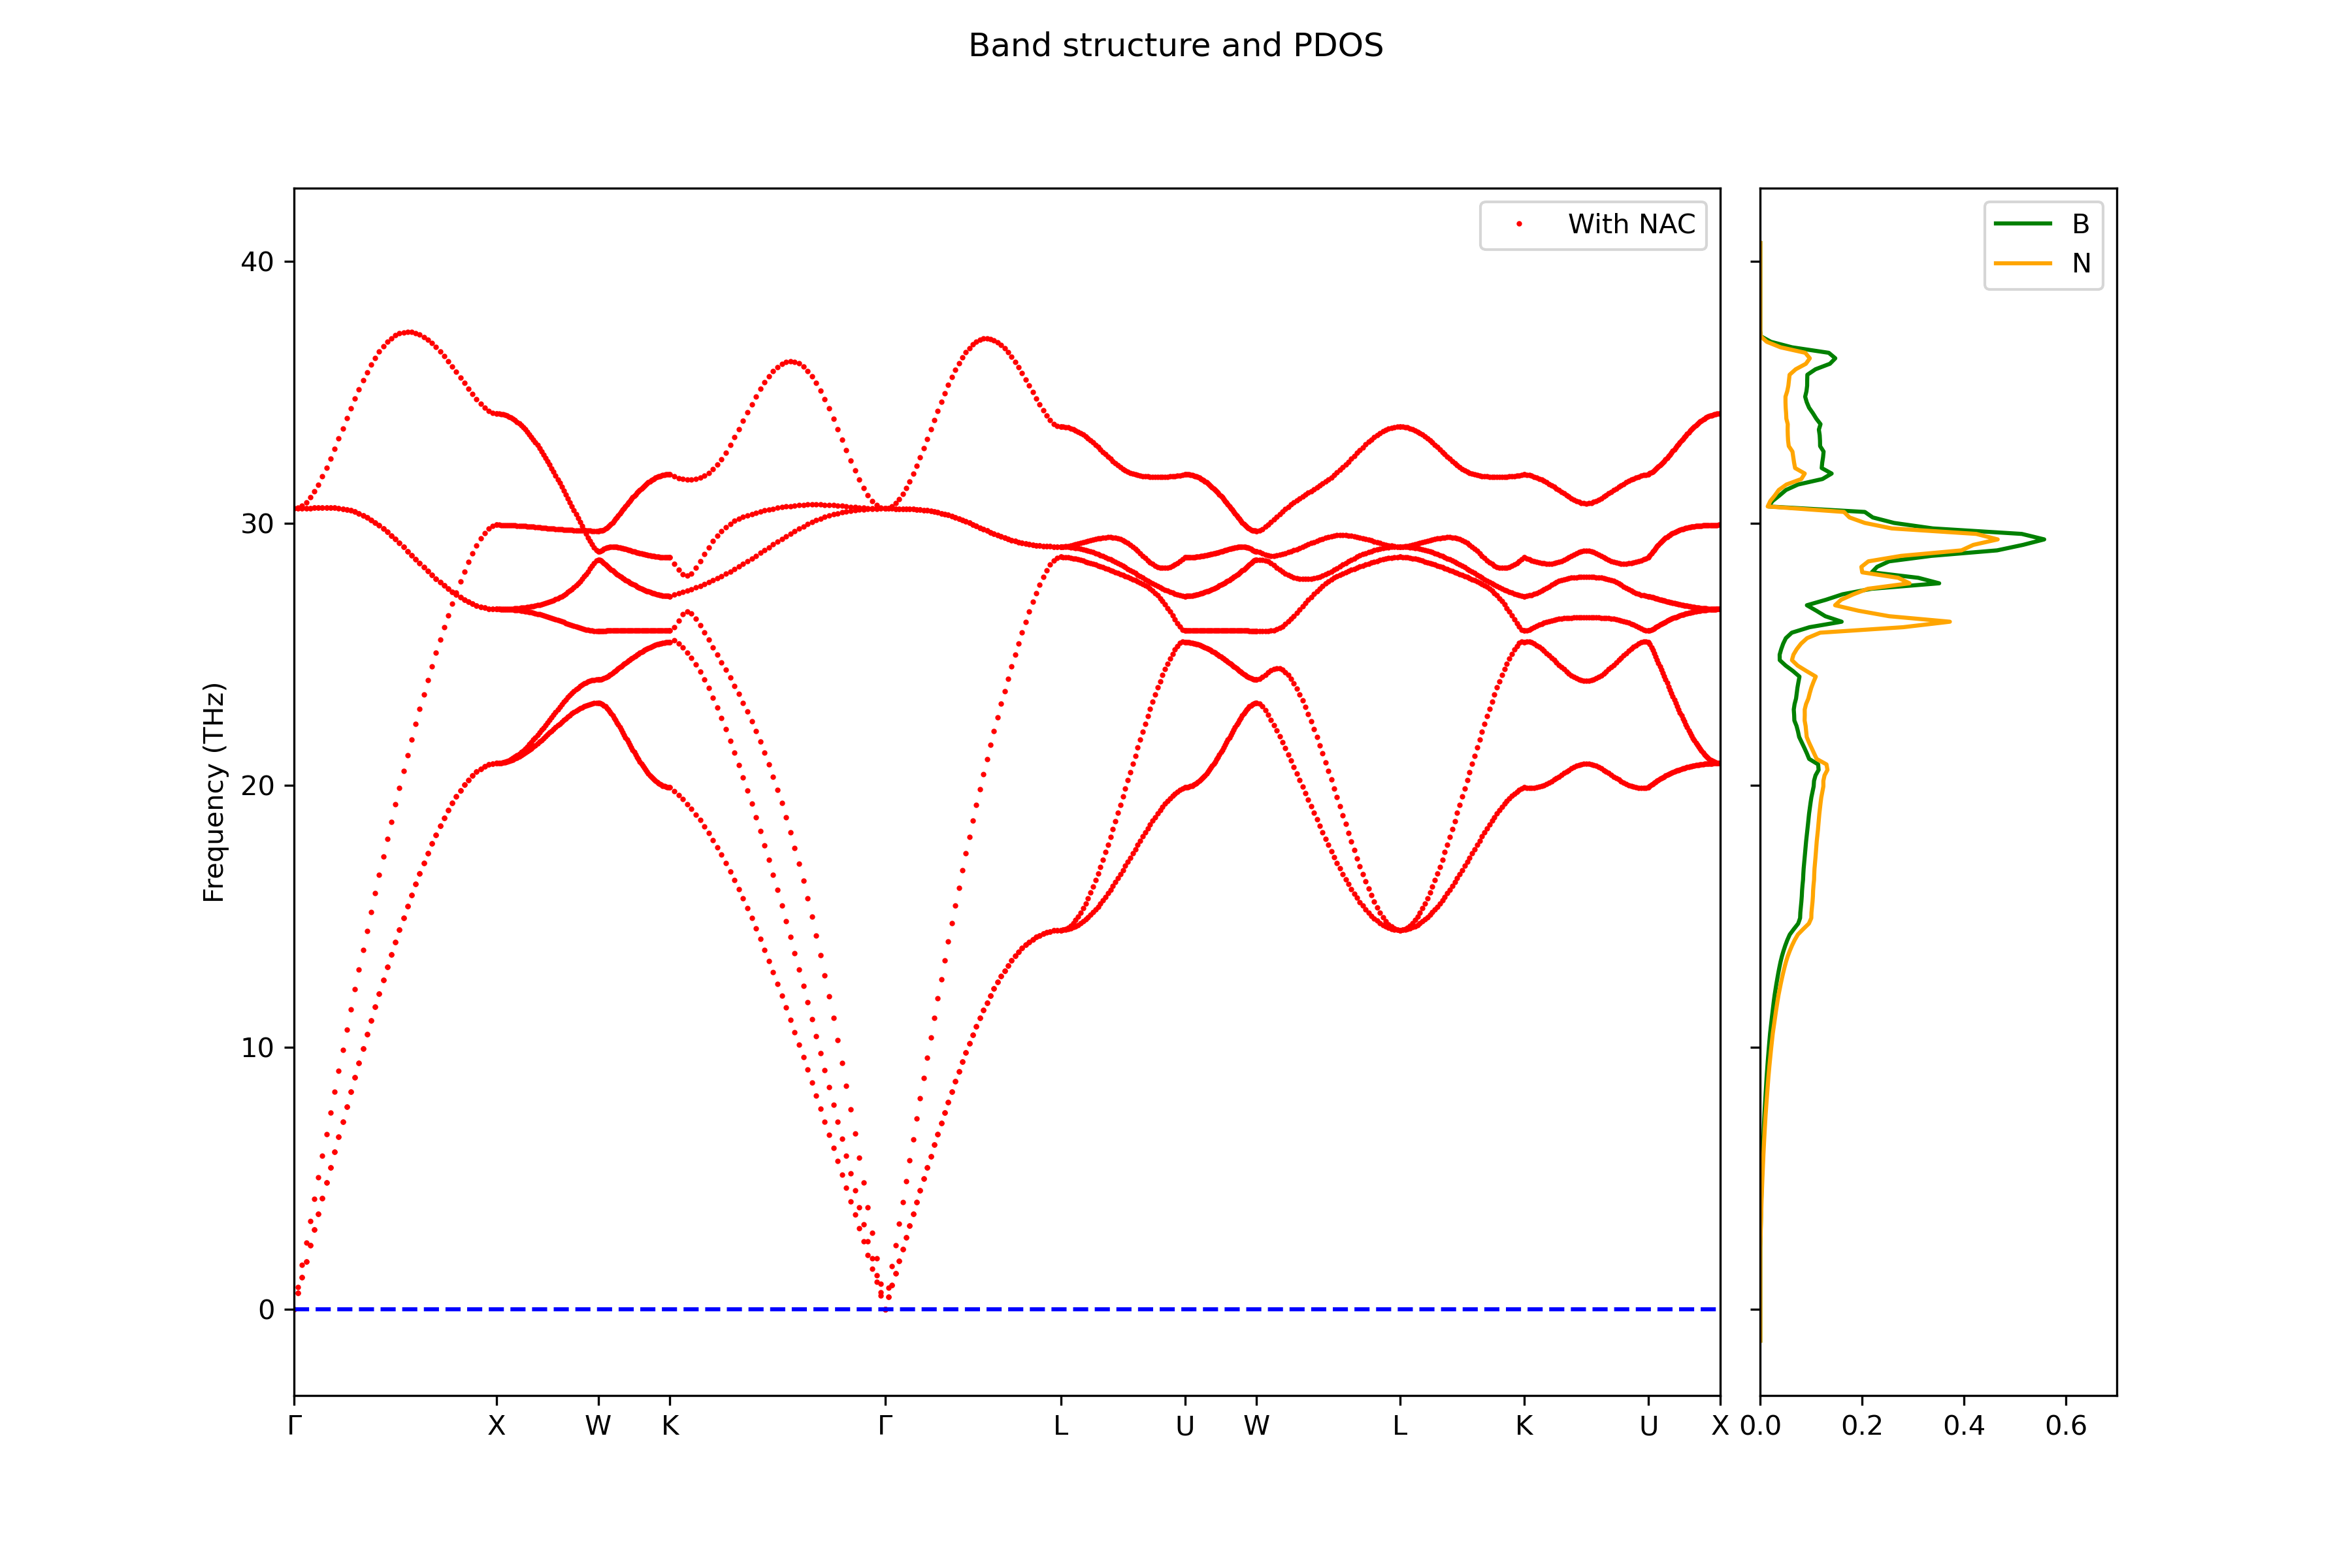 Band structure and PDOS
With NAC
B
N
40
30
20
10
0
Frequency (THz)
Γ X W K Γ L U W L K U X
0.0 0.2 0.4 0.6